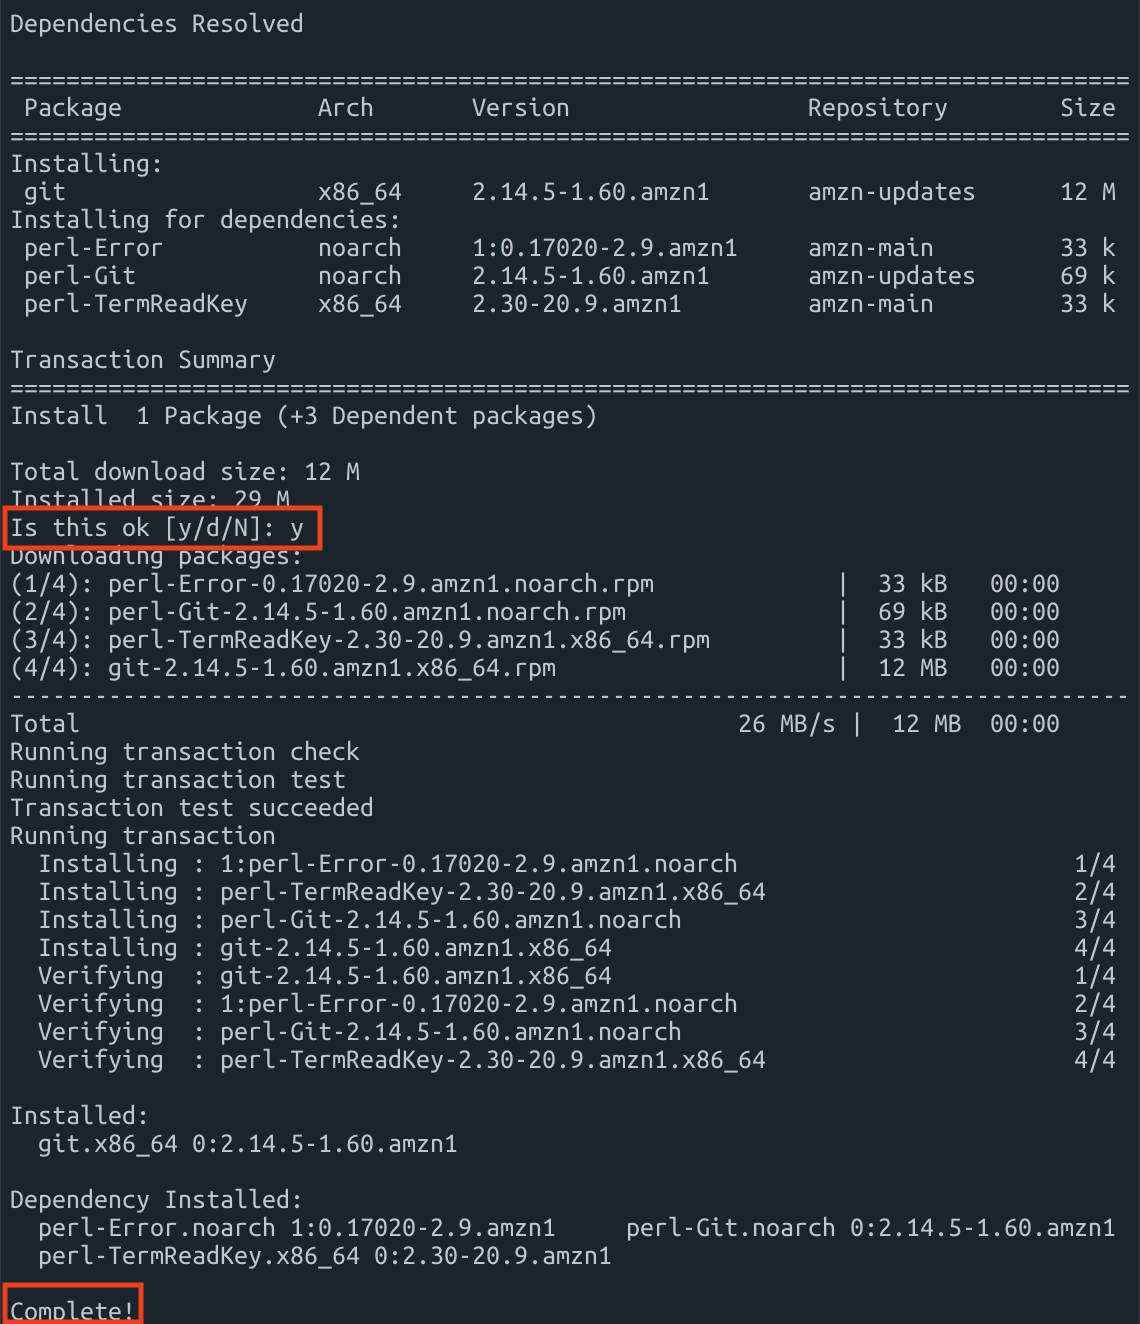 Dependencies Resolved
================================================================================
 Package              Arch       Version                 Repository        Size
================================================================================
Installing:
 git                  x86_64     2.14.5-1.60.amzn1       amzn-updates      12 M
Installing for dependencies:
 perl-Error           noarch     1:0.17020-2.9.amzn1     amzn-main         33 k
 perl-Git             noarch     2.14.5-1.60.amzn1       amzn-updates      69 k
 perl-TermReadKey     x86_64     2.30-20.9.amzn1         amzn-main         33 k
Transaction Summary
================================================================================
Install  1 Package (+3 Dependent packages)
Total download size: 12 M
Installed size: 29 M
Is this ok [y/d/N]: y
Downloading packages:
(1/4): perl-Error-0.17020-2.9.amzn1.noarch.rpm             |  33 kB   00:00
(2/4): perl-Git-2.14.5-1.60.amzn1.noarch.rpm               |  69 kB   00:00
(3/4): perl-TermReadKey-2.30-20.9.amzn1.x86_64.rpm         |  33 kB   00:00
(4/4): git-2.14.5-1.60.amzn1.x86_64.rpm                    |  12 MB   00:00
--------------------------------------------------------------------------------
Total                                               26 MB/s |  12 MB  00:00
Running transaction check
Running transaction test
Transaction test succeeded
Running transaction
  Installing : 1:perl-Error-0.17020-2.9.amzn1.noarch                        1/4
  Installing : perl-TermReadKey-2.30-20.9.amzn1.x86_64                      2/4
  Installing : perl-Git-2.14.5-1.60.amzn1.noarch                            3/4
  Installing : git-2.14.5-1.60.amzn1.x86_64                                 4/4
  Verifying  : git-2.14.5-1.60.amzn1.x86_64                                 1/4
  Verifying  : 1:perl-Error-0.17020-2.9.amzn1.noarch                        2/4
  Verifying  : perl-Git-2.14.5-1.60.amzn1.noarch                            3/4
  Verifying  : perl-TermReadKey-2.30-20.9.amzn1.x86_64                      4/4
Installed:
  git.x86_64 0:2.14.5-1.60.amzn1
Dependency Installed:
  perl-Error.noarch 1:0.17020-2.9.amzn1     perl-Git.noarch 0:2.14.5-1.60.amzn1
  perl-TermReadKey.x86_64 0:2.30-20.9.amzn1
Complete!